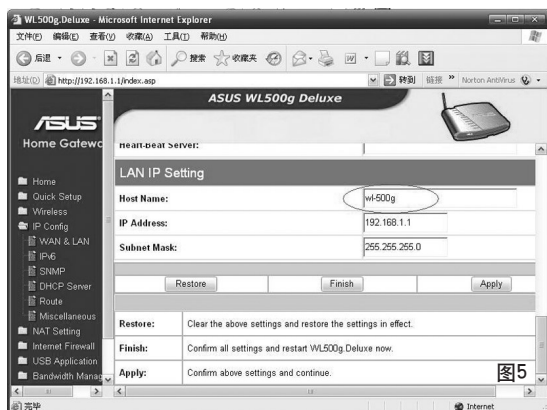 WL500g.Deluxe - Microsoft Internet Explorer
文件(F) 编辑(E) 查看(V) 收藏(A) 工具(T) 帮助(H)
后退 搜索 收藏夹
地址(D) http://192.168.1.1/index.asp 转到 链接 » Norton AntiVirus
ASUS WL500g Deluxe
ASUS
Home Gatewa
Home
Quick Setup
Wireless
IP Config
WAN & LAN
IPv6
SNMP
DHCP Server
Route
Miscellaneous
NAT Setting
Internet Firewall
USB Application
Bandwidth Manag
Heart-Beat Server:
LAN IP Setting
Host Name: wl-500g
IP Address: 192.168.1.1
Subnet Mask: 255.255.255.0
Restore Finish Apply
Restore: Clear the above settings and restore the settings in effect.
Finish: Confirm all settings and restart WL500g.Deluxe now.
Apply: Confirm above settings and continue.
图5
完毕 Internet